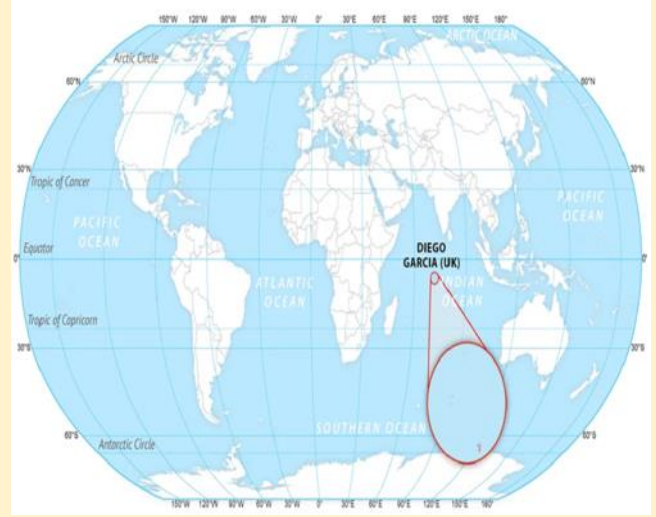 150°W 120°W 90°W 60°W 30°W 0° 30°E 60°E 90°E 120°E 150°E 180°
ARCTIC OCEAN
Arctic Circle
60°N 60°N
30°N 30°N
Tropic of Cancer
PACIFIC
OCEAN
PACIFIC
OCEAN
Equator
0° 0°
DIEGO
GARCIA (UK)
ATLANTIC
OCEAN
INDIAN
OCEAN
Tropic of Capricorn
30°S 30°S
SOUTHERN OCEAN
60°S 60°S
Antarctic Circle
150°W 120°W 90°W 60°W 30°W 0° 30°E 60°E 90°E 120°E 150°E 180°